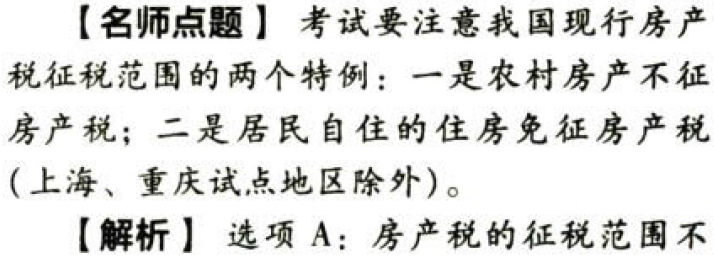 【名师点题】 考试要注意我国现行房产
税征税范围的两个特例：一是农村房产不征
房产税；二是居民自住的住房免征房产税
(上海、重庆试点地区除外)。
【解析】 选项 A：房产税的征税范围不